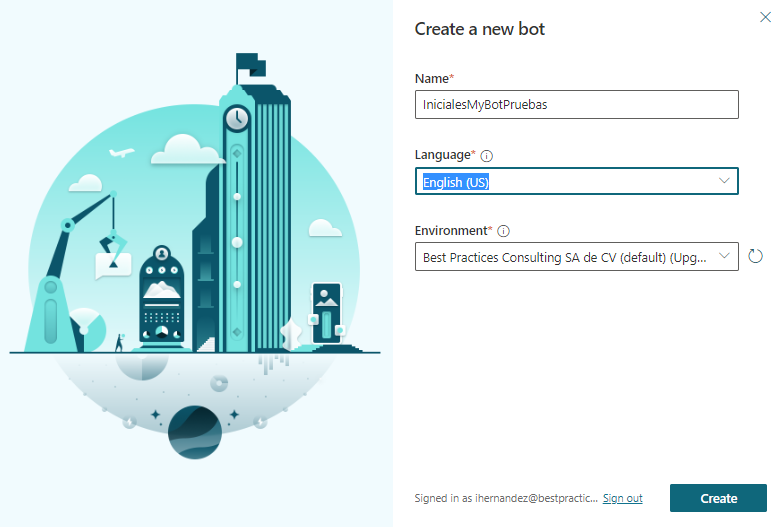 Create a new bot
Name*
InicialesMyBotPruebas
Language*
English (US)
Environment*
Best Practices Consulting SA de CV (default) (Upg...
Signed in as ihernandez@bestpractic... Sign out
Create